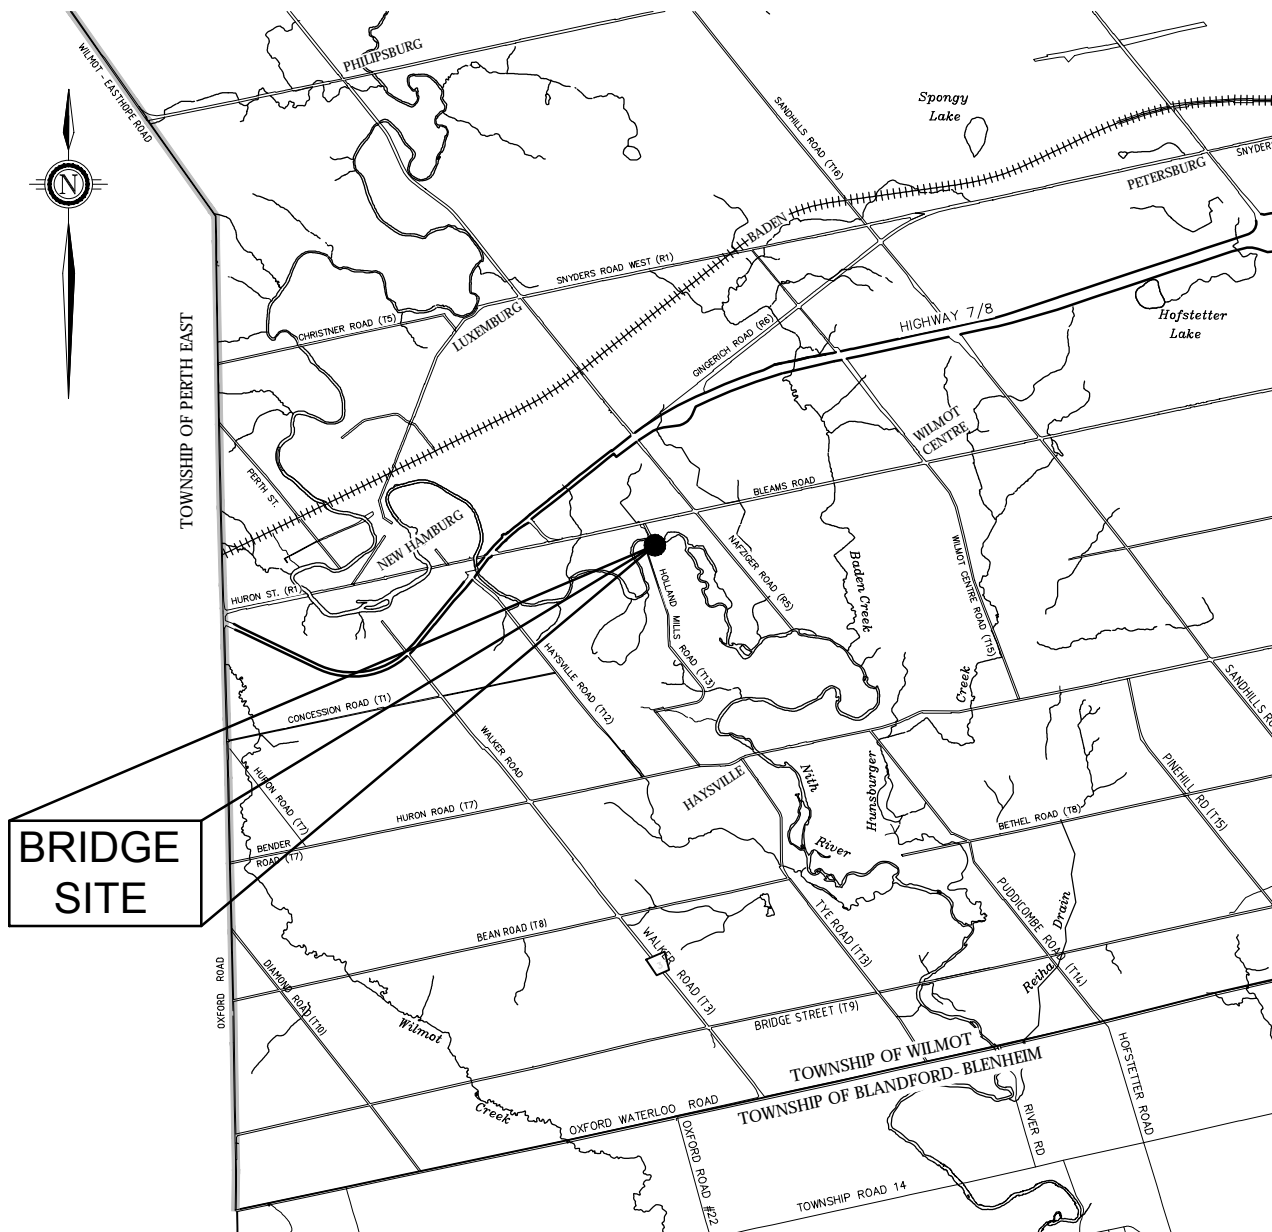 PHILIPSBURG
WILMOT - EASTHOPE ROAD
Spongy
Lake
SANDHILLS ROAD (T16)
SNYDERS
PETERSBURG
N
BADEN
SNYDERS ROAD WEST (R1)
HIGHWAY 7/8
Hofstetter
Lake
CHRISTNER ROAD (T5)
LUXEMBURG
GINGERICH ROAD (R6)
TOWNSHIP OF PERTH EAST
WILMOT
CENTRE
PERTH ST.
BLEAMS ROAD
NEW HAMBURG
NAFZIGER ROAD (R5)
WILMOT CENTRE ROAD (T15)
Baden Creek
HURON ST. (R1)
HOLLAND MILLS ROAD (T13)
HAYSVILLE ROAD (T12)
Creek
SANDHILLS RO
CONCESSION ROAD (T1)
WALKER ROAD
HURON ROAD (T7)
HAYSVILLE
Nith
River
Hunsburger
PINEHILL RD (T15)
HURON ROAD (T7)
BETHEL ROAD (T8)
BRIDGE
SITE
BENDER
ROAD (T7)
PUDDICOMBE ROAD (T14)
Reiha Drain
TYE ROAD (T13)
BEAN ROAD (T8)
WALKER ROAD (T3)
OXFORD ROAD
DIAMOND ROAD (T10)
Wilmot
Creek
BRIDGE STREET (T9)
TOWNSHIP OF WILMOT
TOWNSHIP OF BLANDFORD-BLENHEIM
HOFSTETTER ROAD
OXFORD WATERLOO ROAD
RIVER RD
OXFORD ROAD #22
TOWNSHIP ROAD 14